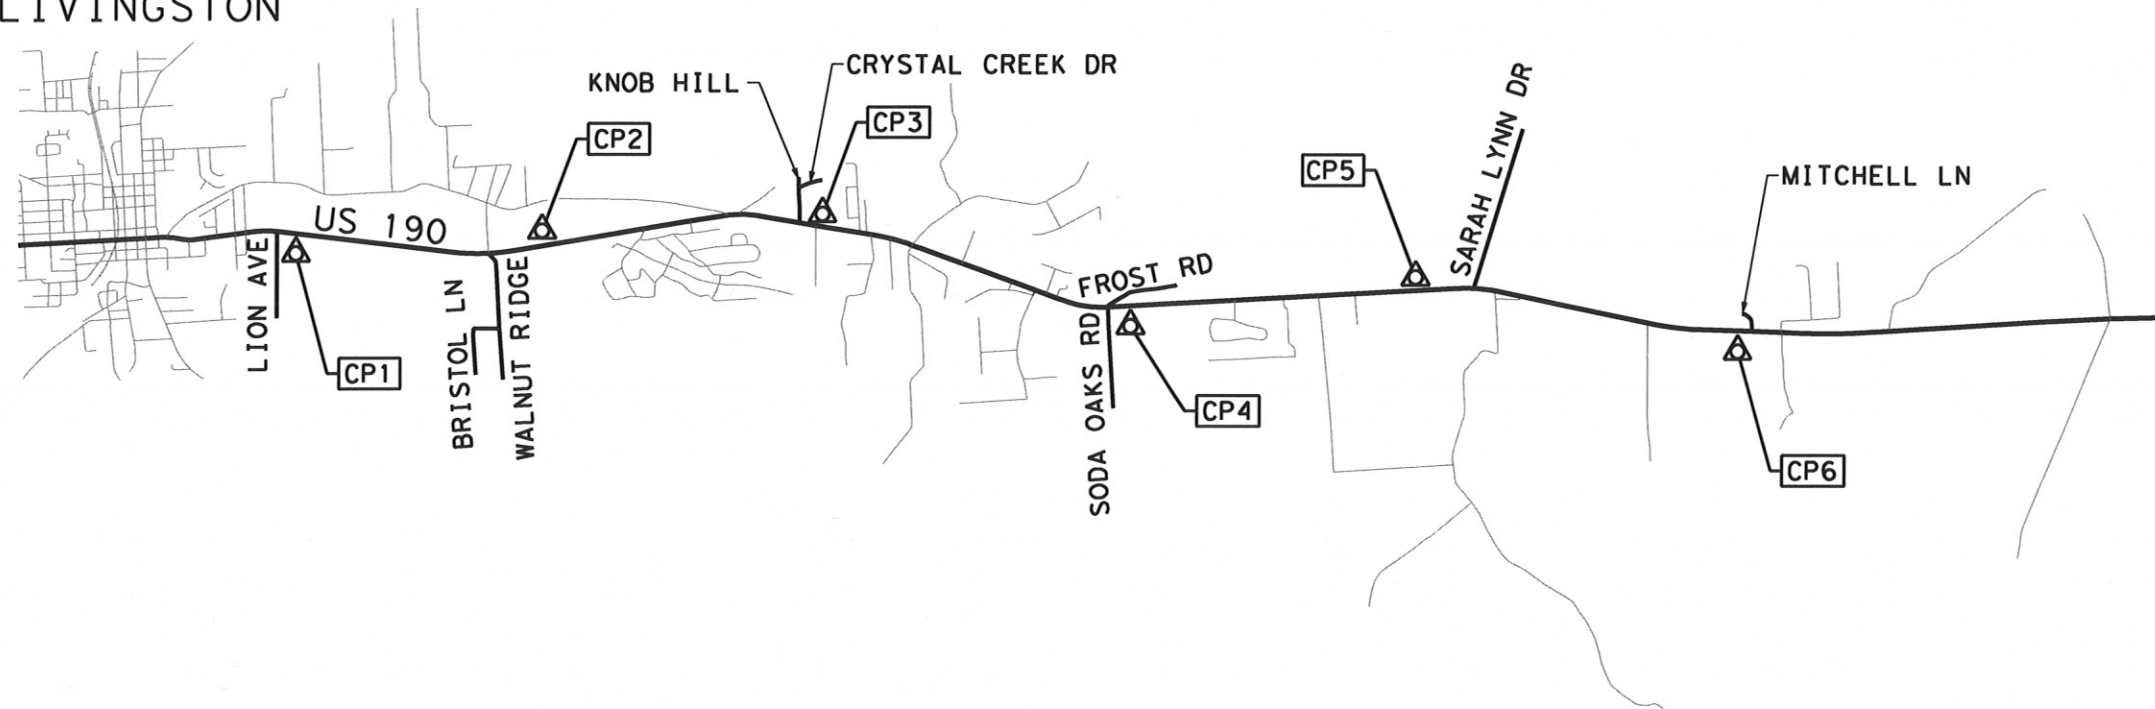 LIVINGSTON
KNOB HILL
CRYSTAL CREEK DR
CP2
CP3
US 190
LION AVE
CP1
BRISTOL LN
WALNUT RIDGE
FROST RD
SODA OAKS RD
CP4
CP5
SARAH LYNN DR
MITCHELL LN
CP6